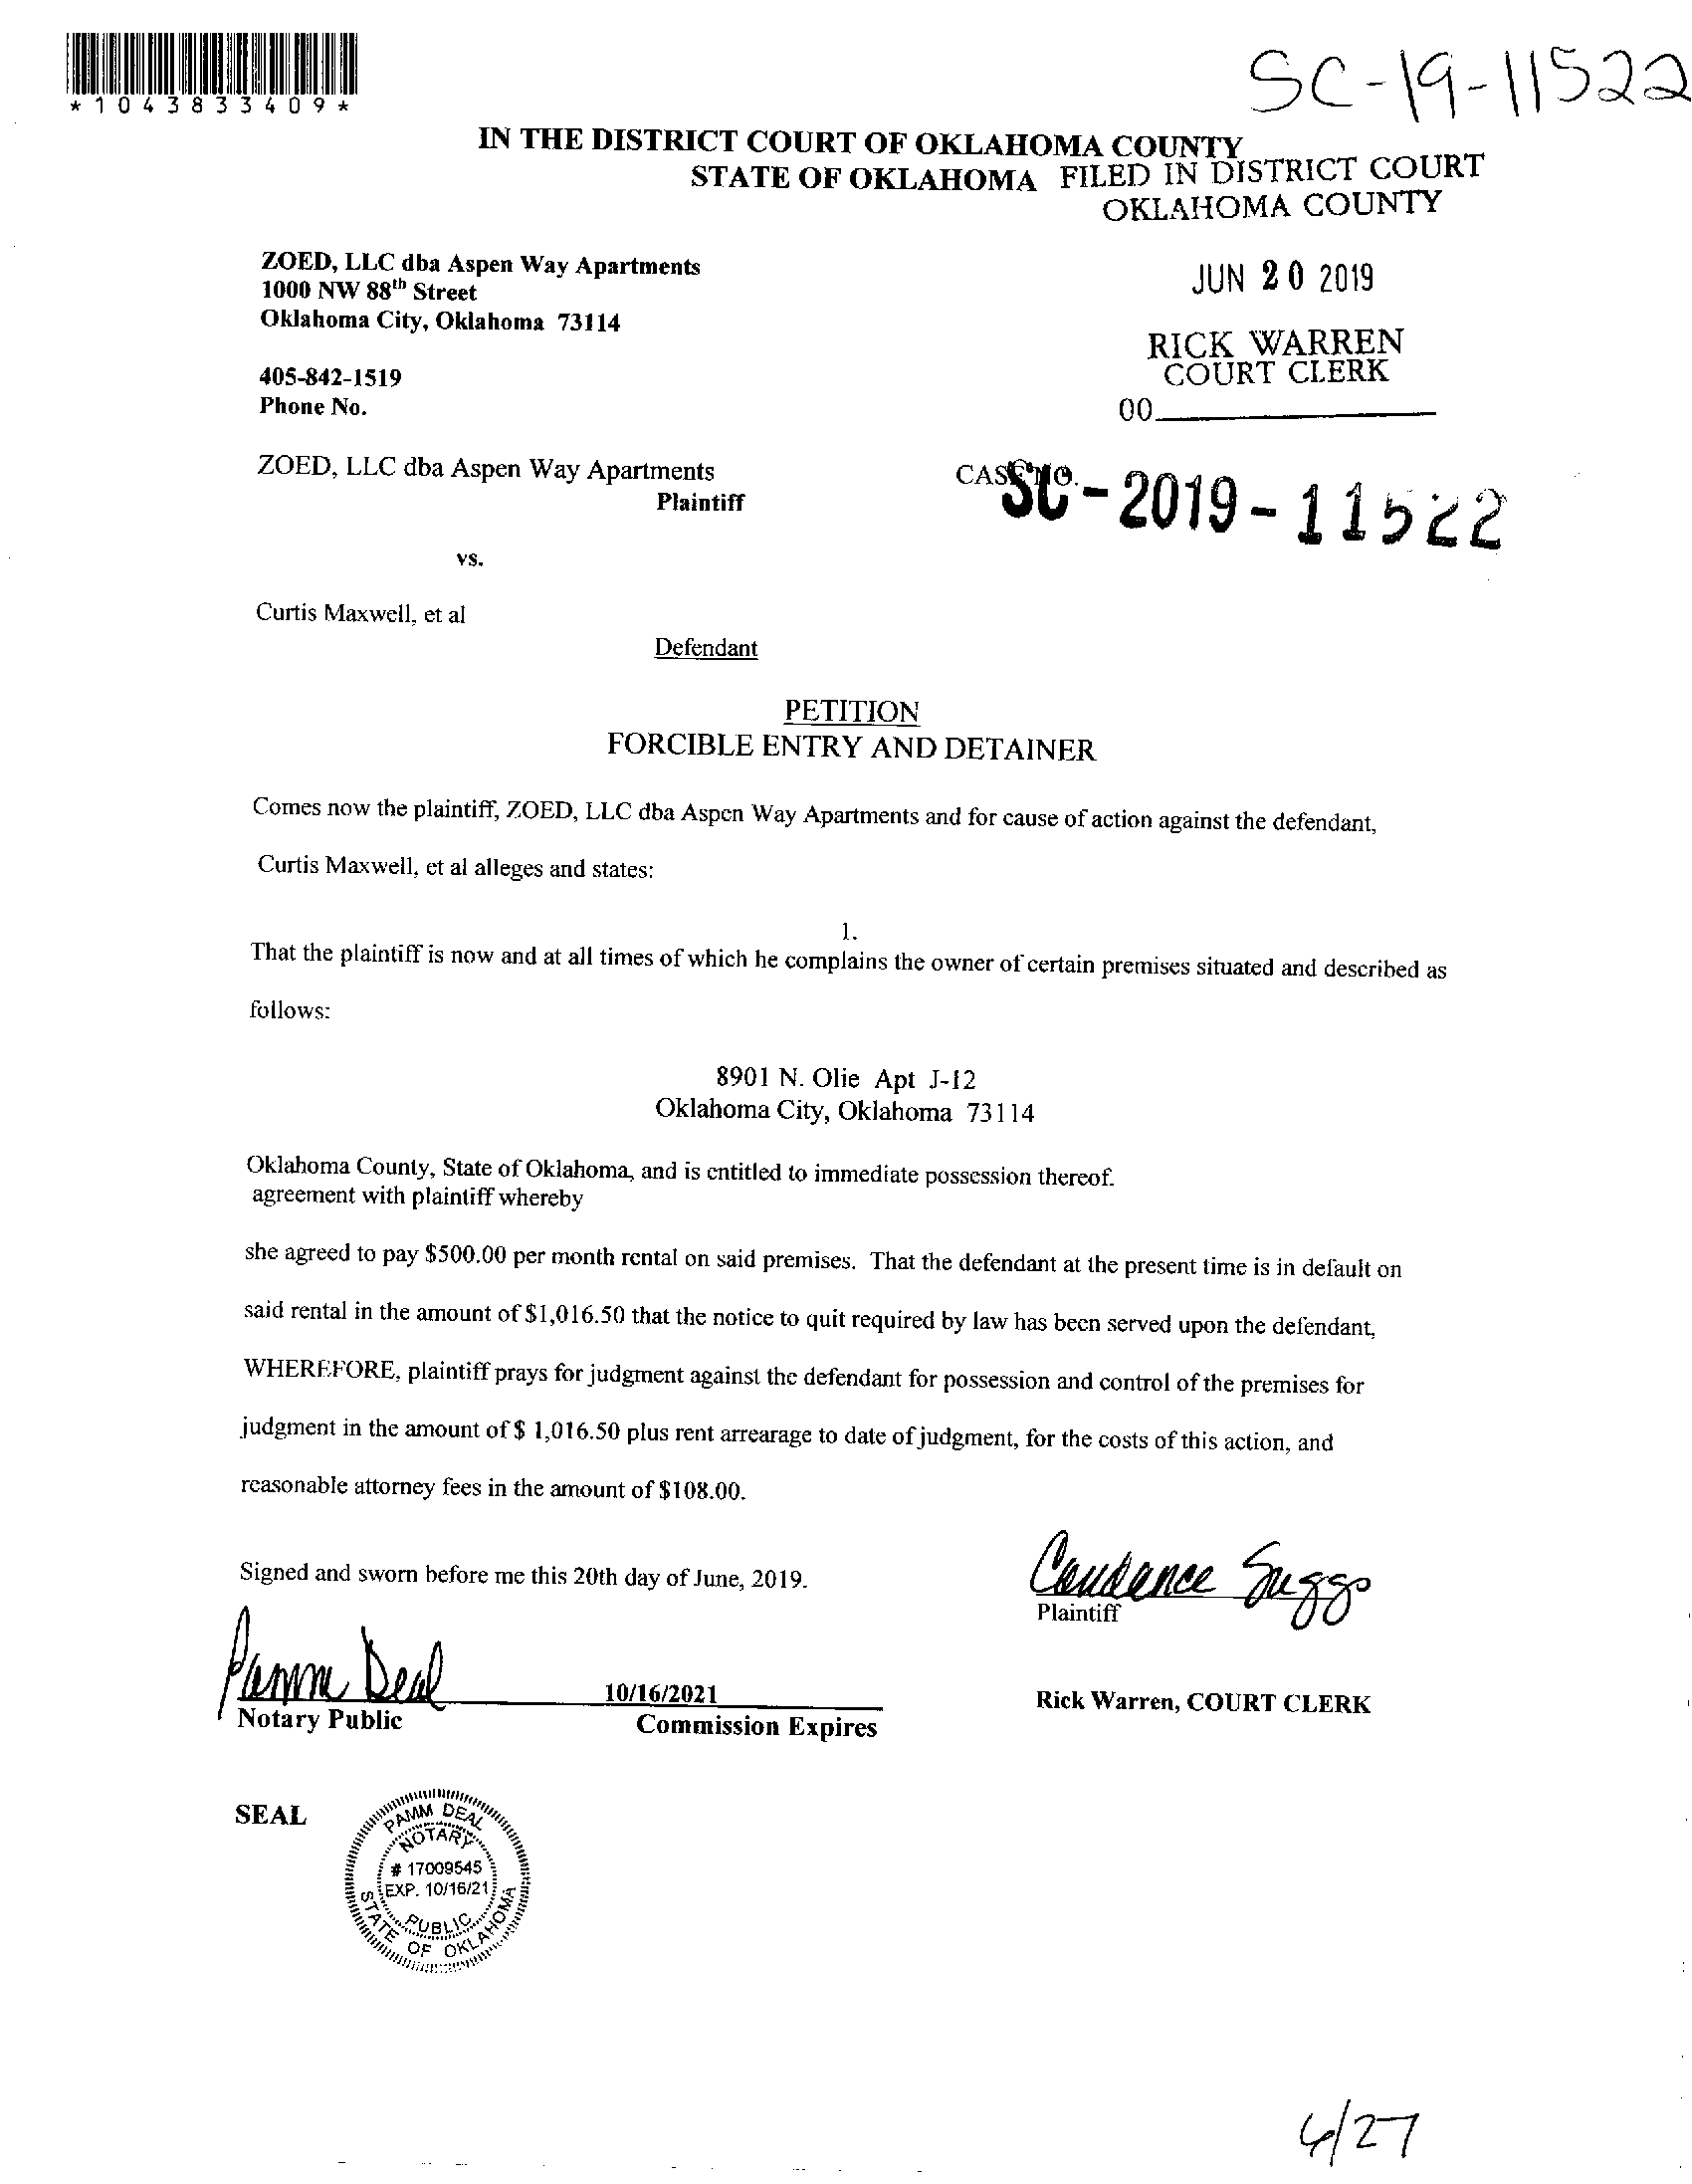 *1043833409*
SC-19-11522
IN THE DISTRICT COURT OF OKLAHOMA COUNTY
STATE OF OKLAHOMA
FILED IN DISTRICT COURT
OKLAHOMA COUNTY
ZOED, LLC dba Aspen Way Apartments
1000 NW 88th Street
Oklahoma City, Oklahoma 73114
JUN 20 2019
RICK WARREN
COURT CLERK
405-842-1519
Phone No.
00
ZOED, LLC dba Aspen Way Apartments
Plaintiff
CASE NO.
SC-2019-11522
vs.
Curtis Maxwell, et al
Defendant
PETITION
FORCIBLE ENTRY AND DETAINER
Comes now the plaintiff, ZOED, LLC dba Aspen Way Apartments and for cause of action against the defendant,
Curtis Maxwell, et al alleges and states:
1.
That the plaintiff is now and at all times of which he complains the owner of certain premises situated and described as
follows:
8901 N. Olie Apt J-12
Oklahoma City, Oklahoma 73114
Oklahoma County, State of Oklahoma, and is entitled to immediate possession thereof.
agreement with plaintiff whereby
she agreed to pay $500.00 per month rental on said premises. That the defendant at the present time is in default on
said rental in the amount of $1,016.50 that the notice to quit required by law has been served upon the defendant,
WHEREFORE, plaintiff prays for judgment against the defendant for possession and control of the premises for
judgment in the amount of $ 1,016.50 plus rent arrearage to date of judgment, for the costs of this action, and
reasonable attorney fees in the amount of $108.00.
Signed and sworn before me this 20th day of June, 2019.
Candance Suggs
Plaintiff
Pamm Deal
10/16/2021
Notary Public
Commission Expires
Rick Warren, COURT CLERK
SEAL
PAMM DEAL
NOTARY
# 17009545
EXP. 10/16/21
PUBLIC
STATE OF OKLAHOMA
6/27